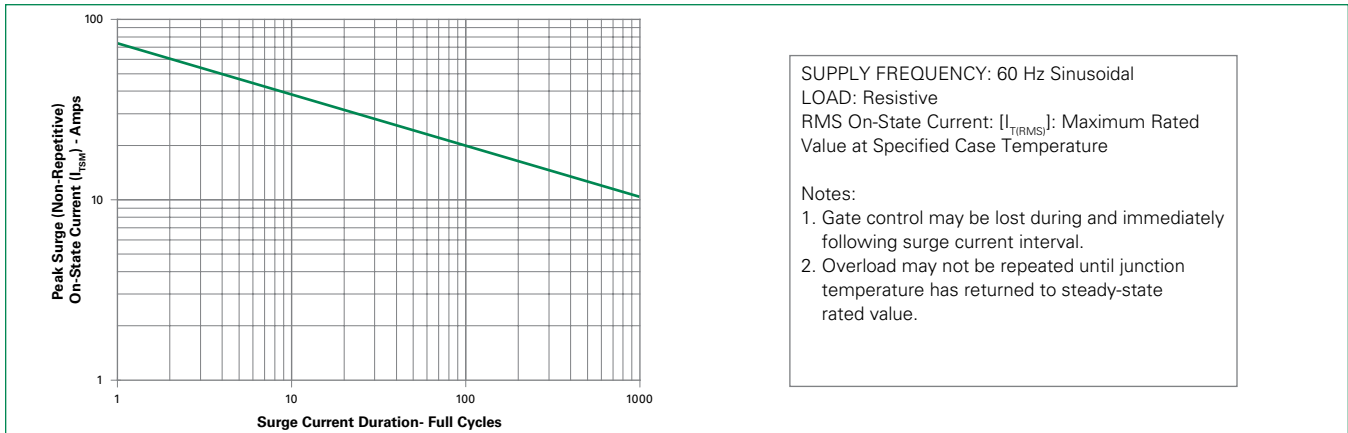 100
10
1
1
10
100
1000
Peak Surge (Non-Repetitive)
On-State Current (I_TSM) - Amps
Surge Current Duration- Full Cycles
SUPPLY FREQUENCY: 60 Hz Sinusoidal
LOAD: Resistive
RMS On-State Current: [I_T(RMS)]: Maximum Rated
Value at Specified Case Temperature
Notes:
1. Gate control may be lost during and immediately
following surge current interval.
2. Overload may not be repeated until junction
temperature has returned to steady-state
rated value.